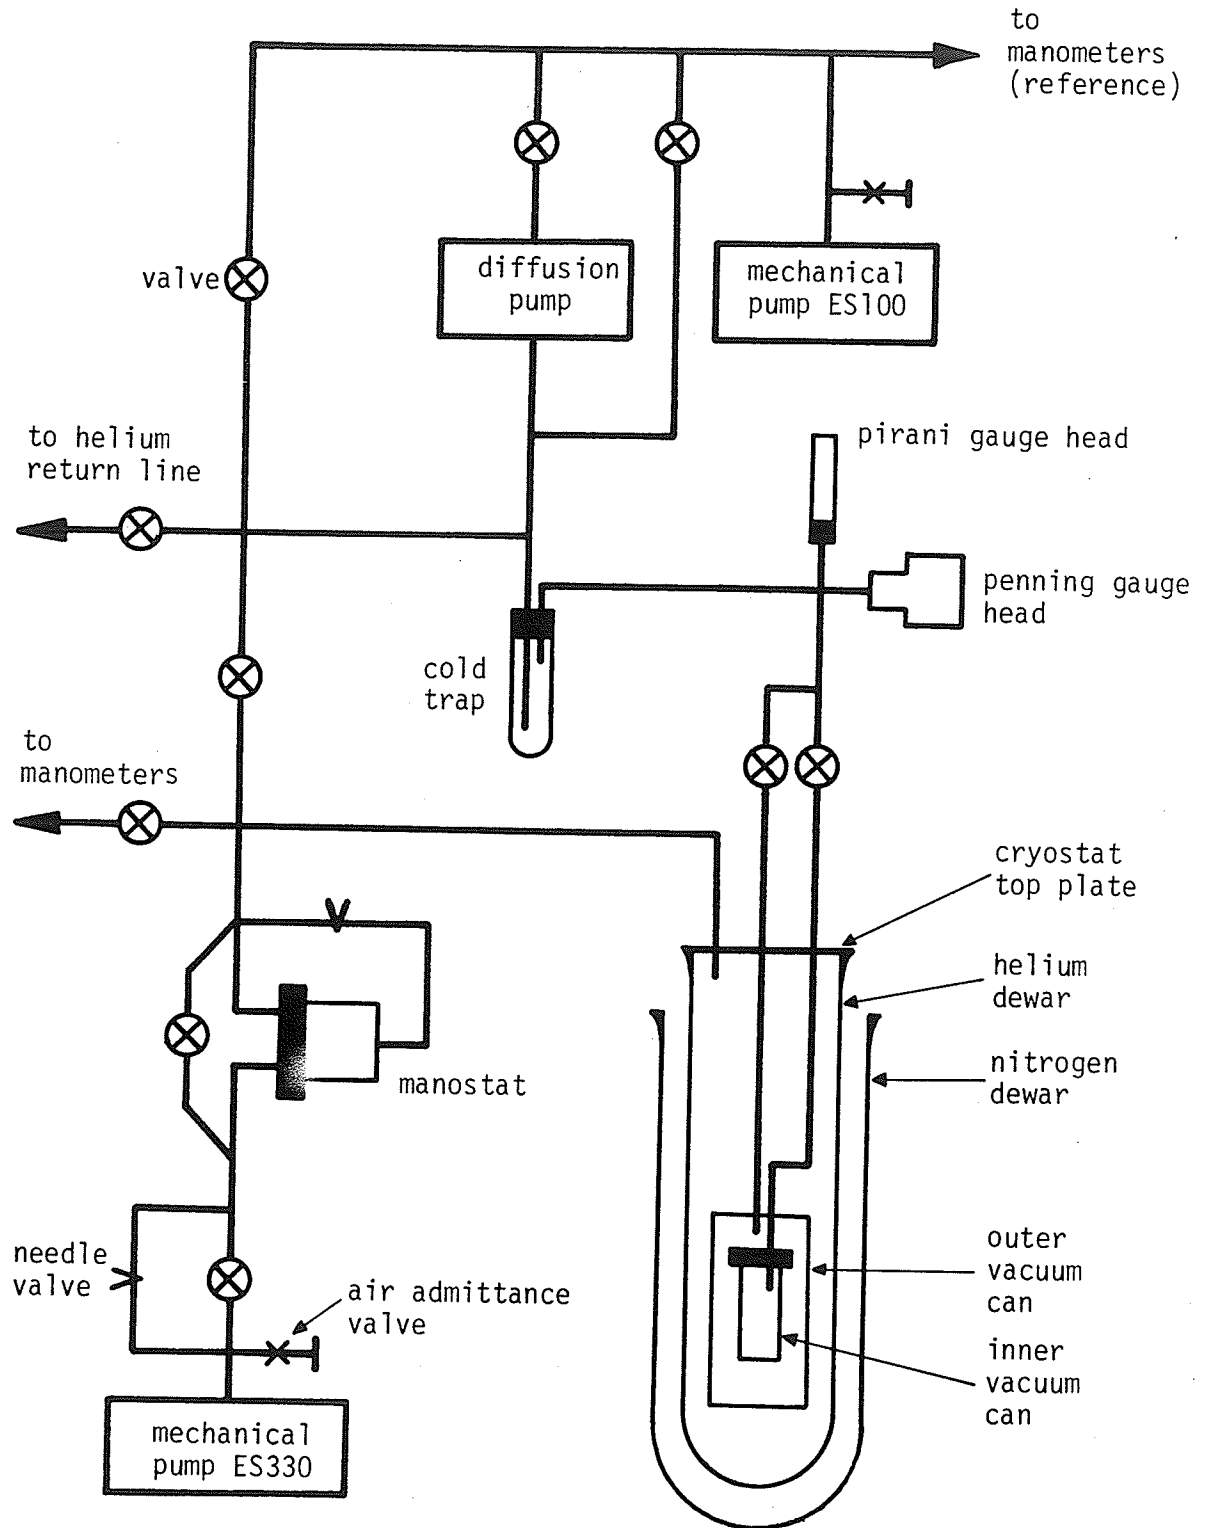 to
manometers
(reference)
valve
diffusion
pump
mechanical
pump ES100
to helium
return line
pirani gauge head
penning gauge
head
cold
trap
to
manometers
cryostat
top plate
helium
dewar
nitrogen
dewar
manostat
needle
valve
air admittance
valve
outer
vacuum
can
inner
vacuum
can
mechanical
pump ES330